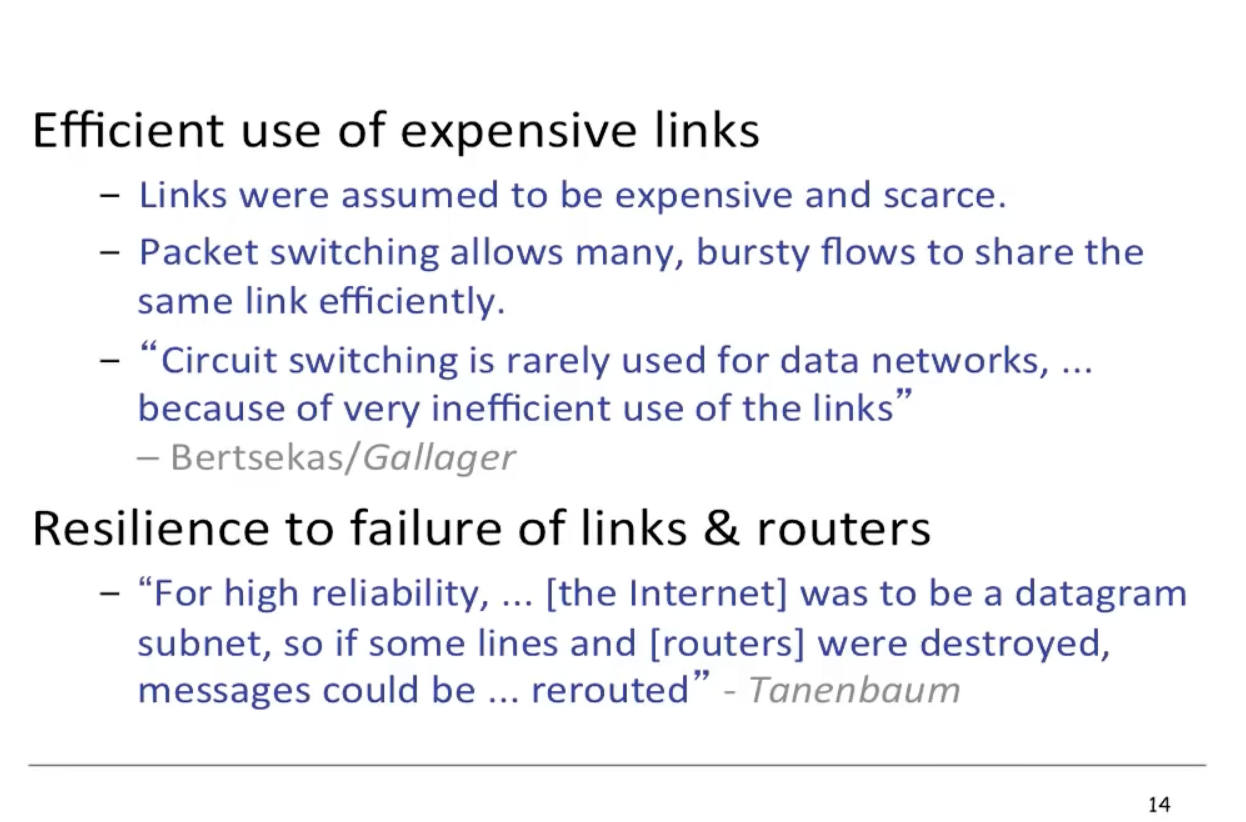 Efficient use of expensive links
– Links were assumed to be expensive and scarce.
– Packet switching allows many, bursty flows to share the
same link efficiently.
– “Circuit switching is rarely used for data networks, ...
because of very inefficient use of the links”
– Bertsekas/Gallager
Resilience to failure of links & routers
– “For high reliability, ... [the Internet] was to be a datagram
subnet, so if some lines and [routers] were destroyed,
messages could be ... rerouted” - Tanenbaum
14